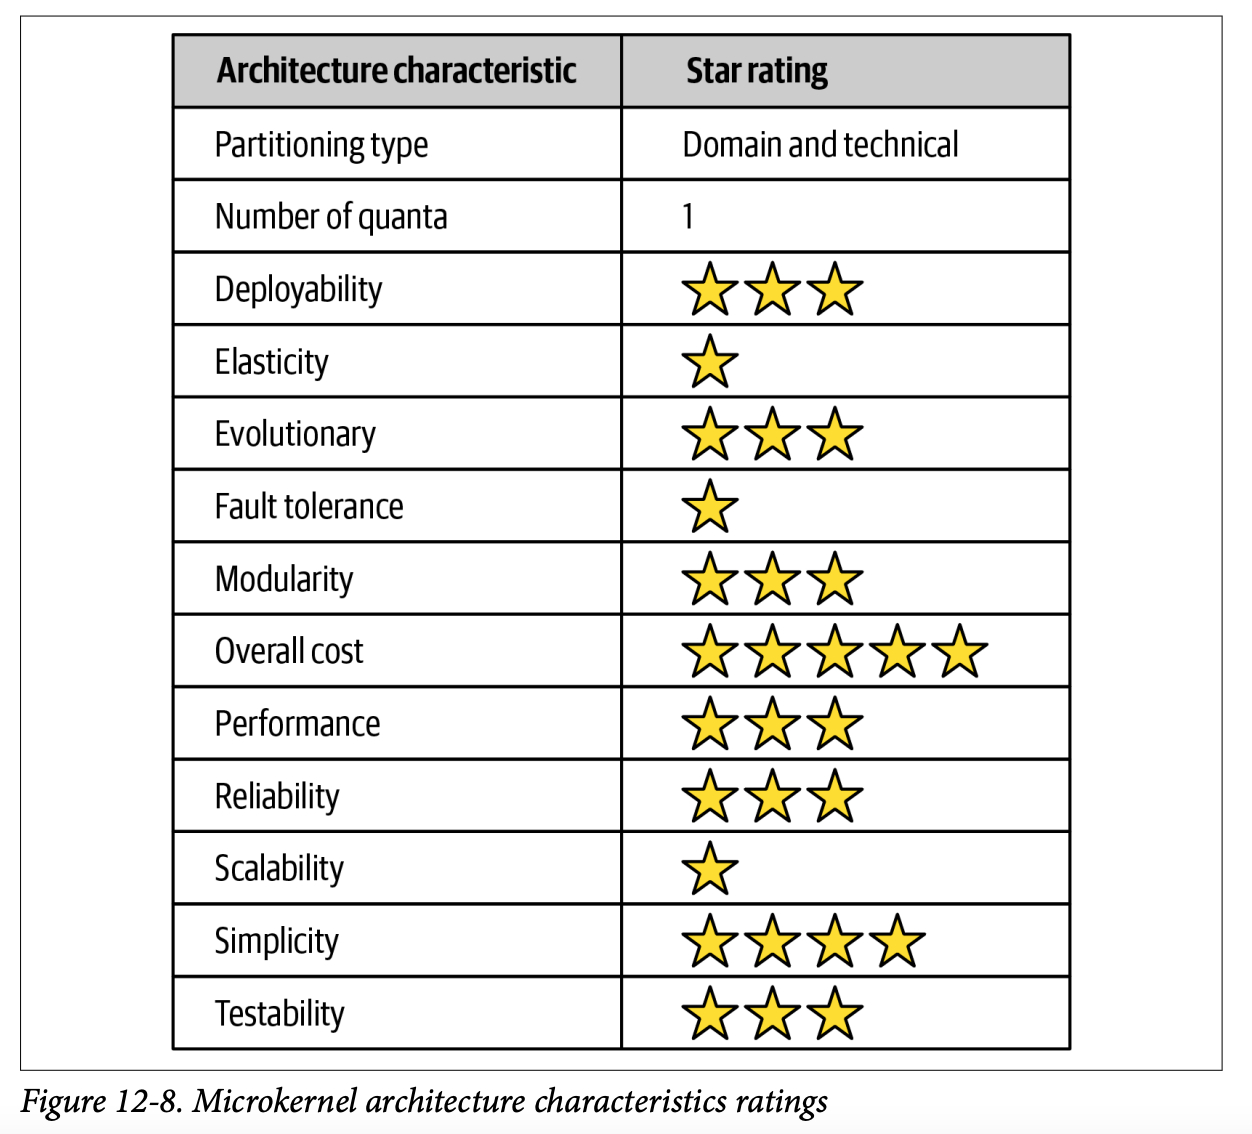 Architecture characteristic Star rating
Partitioning type Domain and technical
Number of quanta 1
Deployability
Elasticity
Evolutionary
Fault tolerance
Modularity
Overall cost
Performance
Reliability
Scalability
Simplicity
Testability
Figure 12-8. Microkernel architecture characteristics ratings